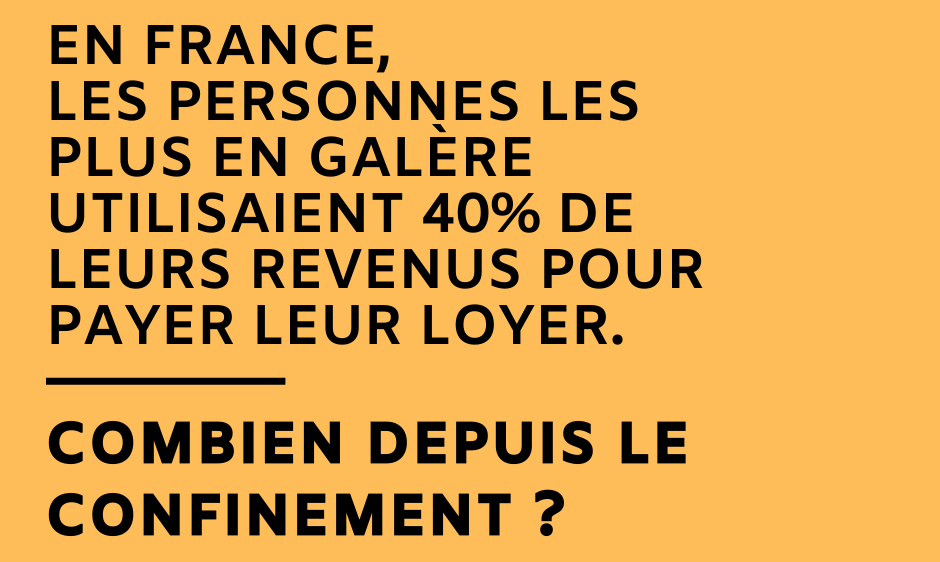 EN FRANCE,
LES PERSONNES LES
PLUS EN GALÈRE
UTILISAIENT 40% DE
LEURS REVENUS POUR
PAYER LEUR LOYER.
COMBIEN DEPUIS LE
CONFINEMENT ?